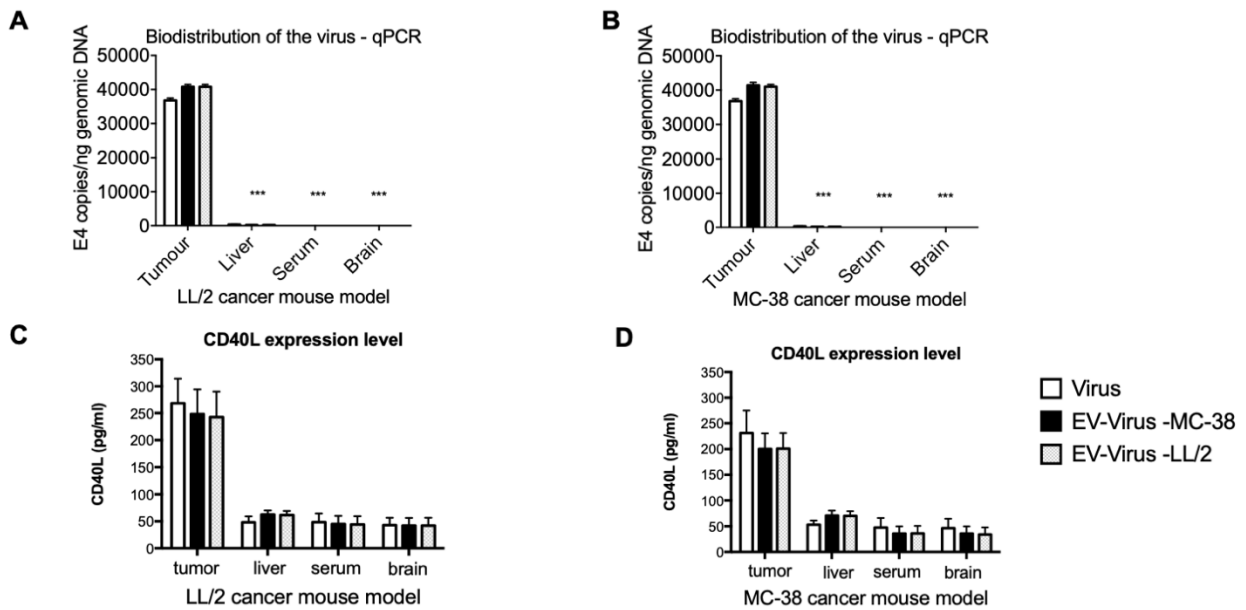 A
Biodistribution of the virus - qPCR
E4 copies/ng genomic DNA
50000
40000
30000
20000
10000
0
***
***
***
Tumour
Liver
Serum
Brain
LL/2 cancer mouse model
B
Biodistribution of the virus - qPCR
E4 copies/ng genomic DNA
50000
40000
30000
20000
10000
0
***
***
***
Tumour
Liver
Serum
Brain
MC-38 cancer mouse model
C
CD40L expression level
CD40L (pg/ml)
350
300
250
200
150
100
50
0
tumor
liver
serum
brain
LL/2 cancer mouse model
D
CD40L expression level
CD40L (pg/ml)
350
300
250
200
150
100
50
0
tumor
liver
serum
brain
MC-38 cancer mouse model
Virus
EV-Virus -MC-38
EV-Virus -LL/2